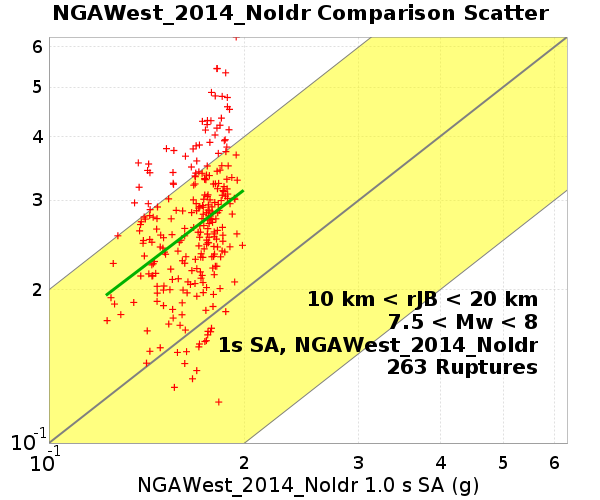 NGAWest_2014_NoIdr Comparison Scatter
6
5
4
3
2
10^-1
10 km < rJB < 20 km
7.5 < Mw < 8
1s SA, NGAWest_2014_NoIdr
263 Ruptures
10^-1
2 3 4 5 6
NGAWest_2014_NoIdr 1.0 s SA (g)